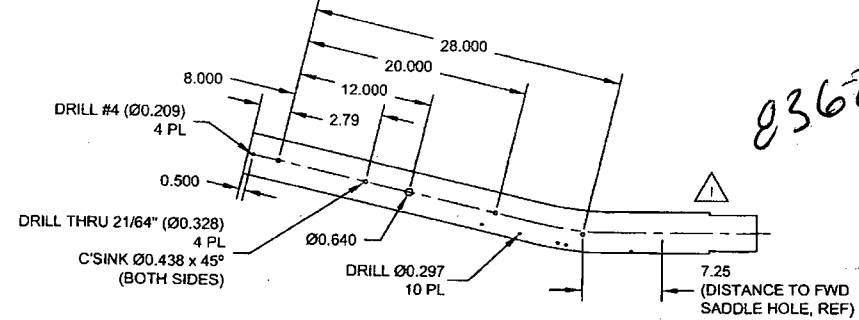 28.000
20.000
8.000
12.000
2.79
DRILL #4 (Ø0.209)
4 PL
0.500
DRILL THRU 21/64" (Ø0.328)
4 PL
C'SINK Ø0.438 x 45º
(BOTH SIDES)
Ø0.640
DRILL Ø0.297
10 PL
7.25
(DISTANCE TO FWD
SADDLE HOLE, REF)